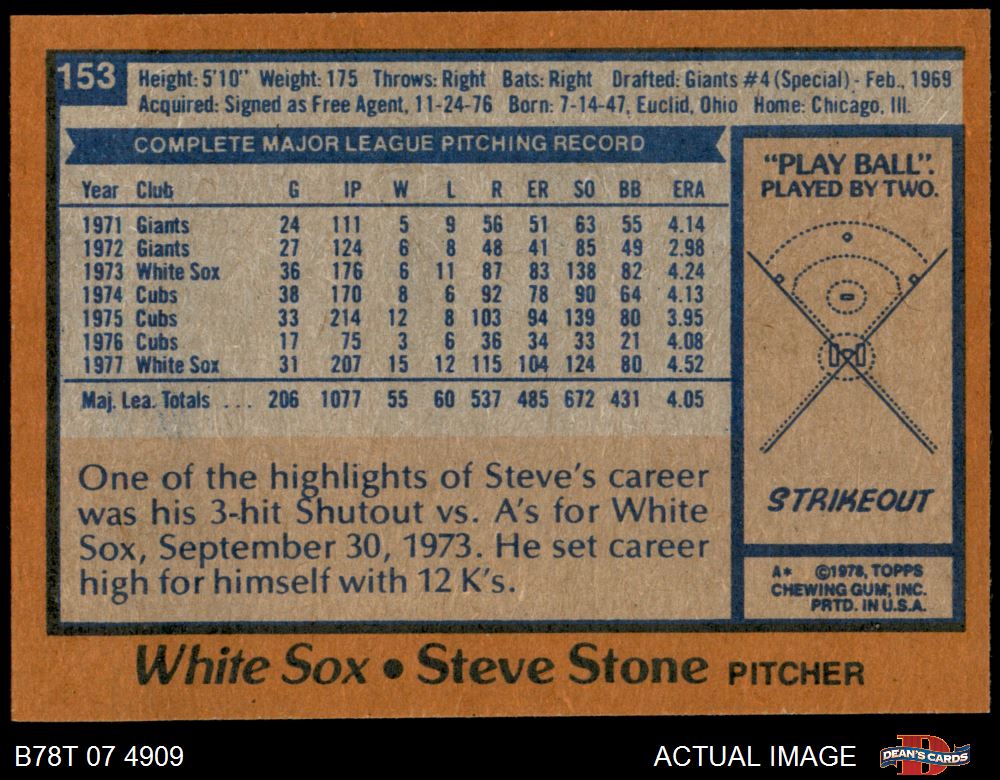 153
Height: 5'10" Weight: 175 Throws: Right Bats: Right Drafted: Giants #4 (Special) - Feb., 1969
Acquired: Signed as Free Agent, 11-24-76 Born: 7-14-47, Euclid, Ohio Home: Chicago, Ill.
COMPLETE MAJOR LEAGUE PITCHING RECORD
Year Club G IP W L R ER SO BB ERA
1971 Giants 24 111 5 9 56 51 63 55 4.14
1972 Giants 27 124 6 8 48 41 85 49 2.98
1973 White Sox 36 176 6 11 87 83 138 82 4.24
1974 Cubs 38 170 8 6 92 78 90 64 4.13
1975 Cubs 33 214 12 8 103 94 139 80 3.95
1976 Cubs 17 75 3 6 36 34 33 21 4.08
1977 White Sox 31 207 15 12 115 104 124 80 4.52
Maj. Lea. Totals ... 206 1077 55 60 537 485 672 431 4.05
One of the highlights of Steve's career
was his 3-hit Shutout vs. A's for White
Sox, September 30, 1973. He set career
high for himself with 12 K's.
"PLAY BALL".
PLAYED BY TWO.
STRIKEOUT
A* ©1978, TOPPS
CHEWING GUM, INC.
PRTD. IN U.S.A.
White Sox • Steve Stone PITCHER
B78T 07 4909
ACTUAL IMAGE
DEAN'S CARDS